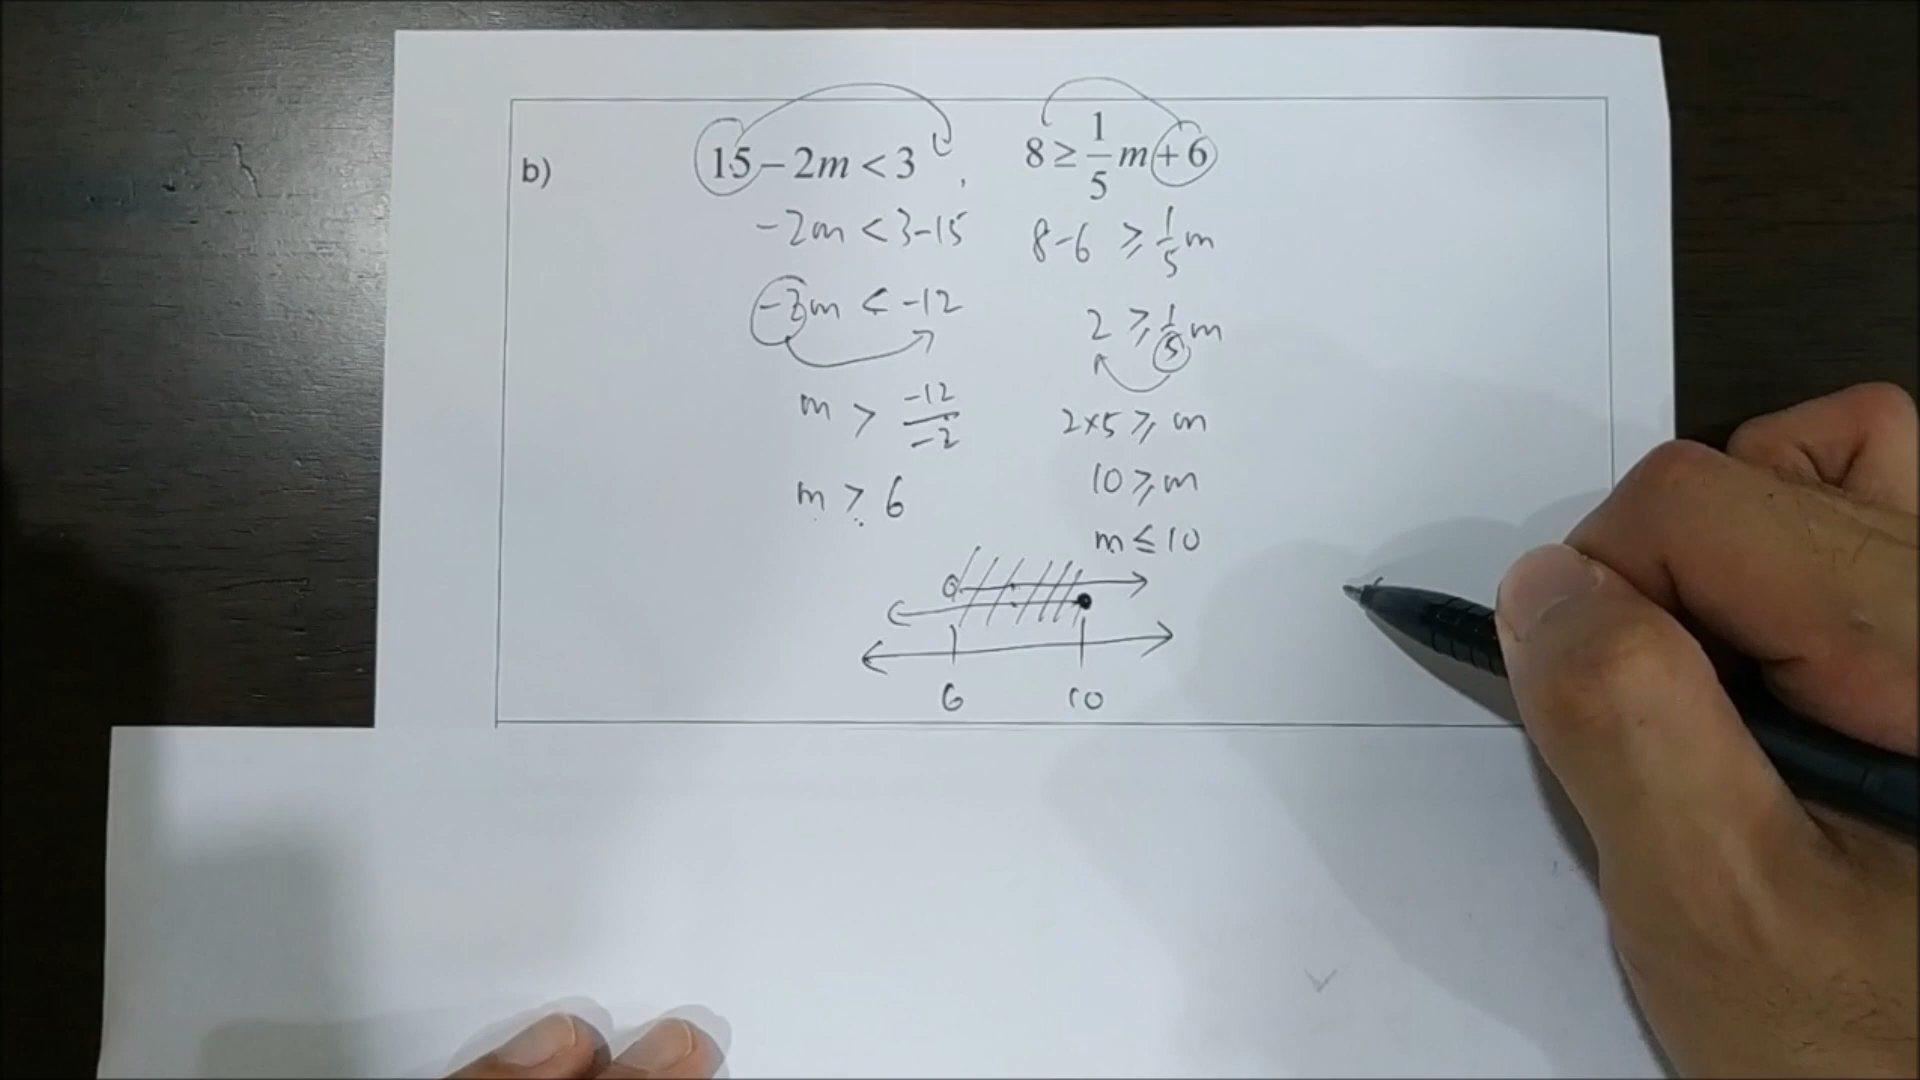 b) 15 – 2m < 3 , 8 ≥ 1/5 m + 6
-2m < 3-15 8-6 ≥ 1/5 m
-2m < -12 2 ≥ 1/5 m
m > -12/-2 2×5 ≥ m
m > 6 10 ≥ m
m ≤ 10
6 10